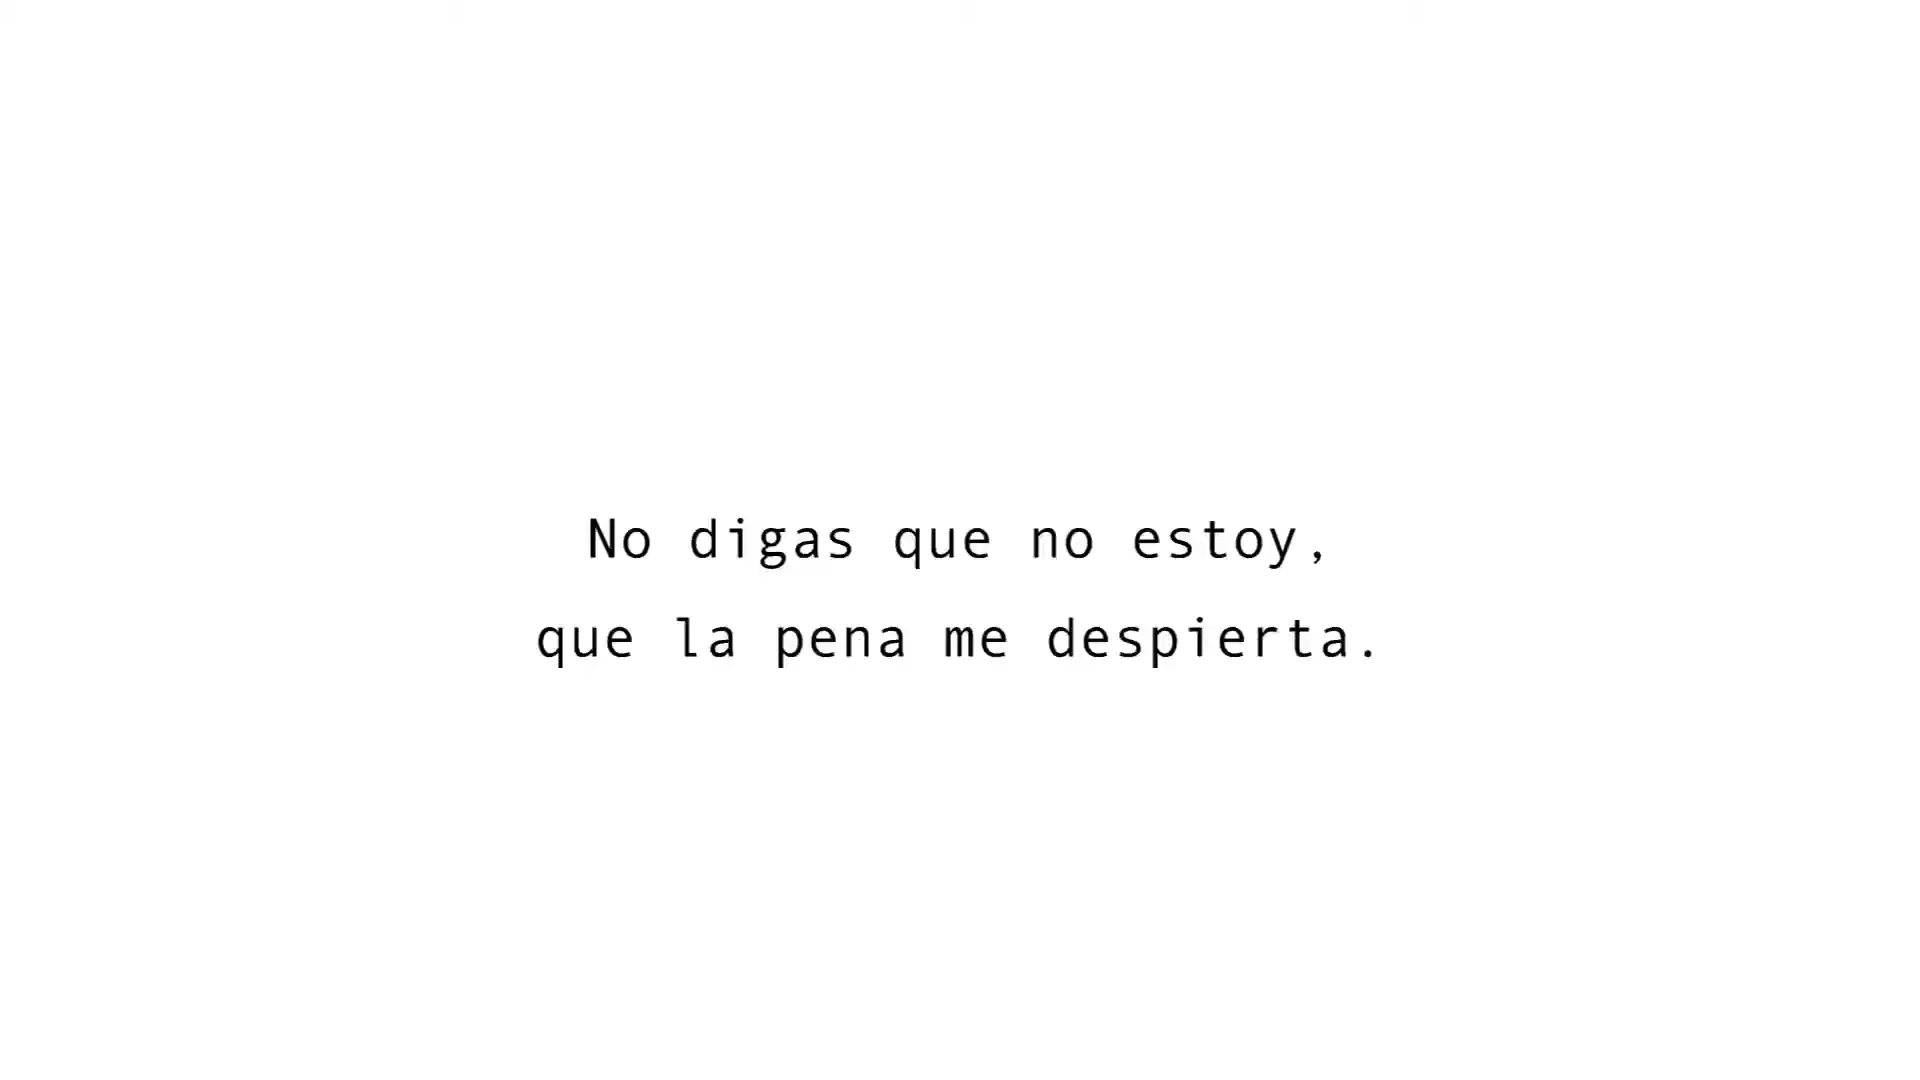 No digas que no estoy,
que la pena me despierta.